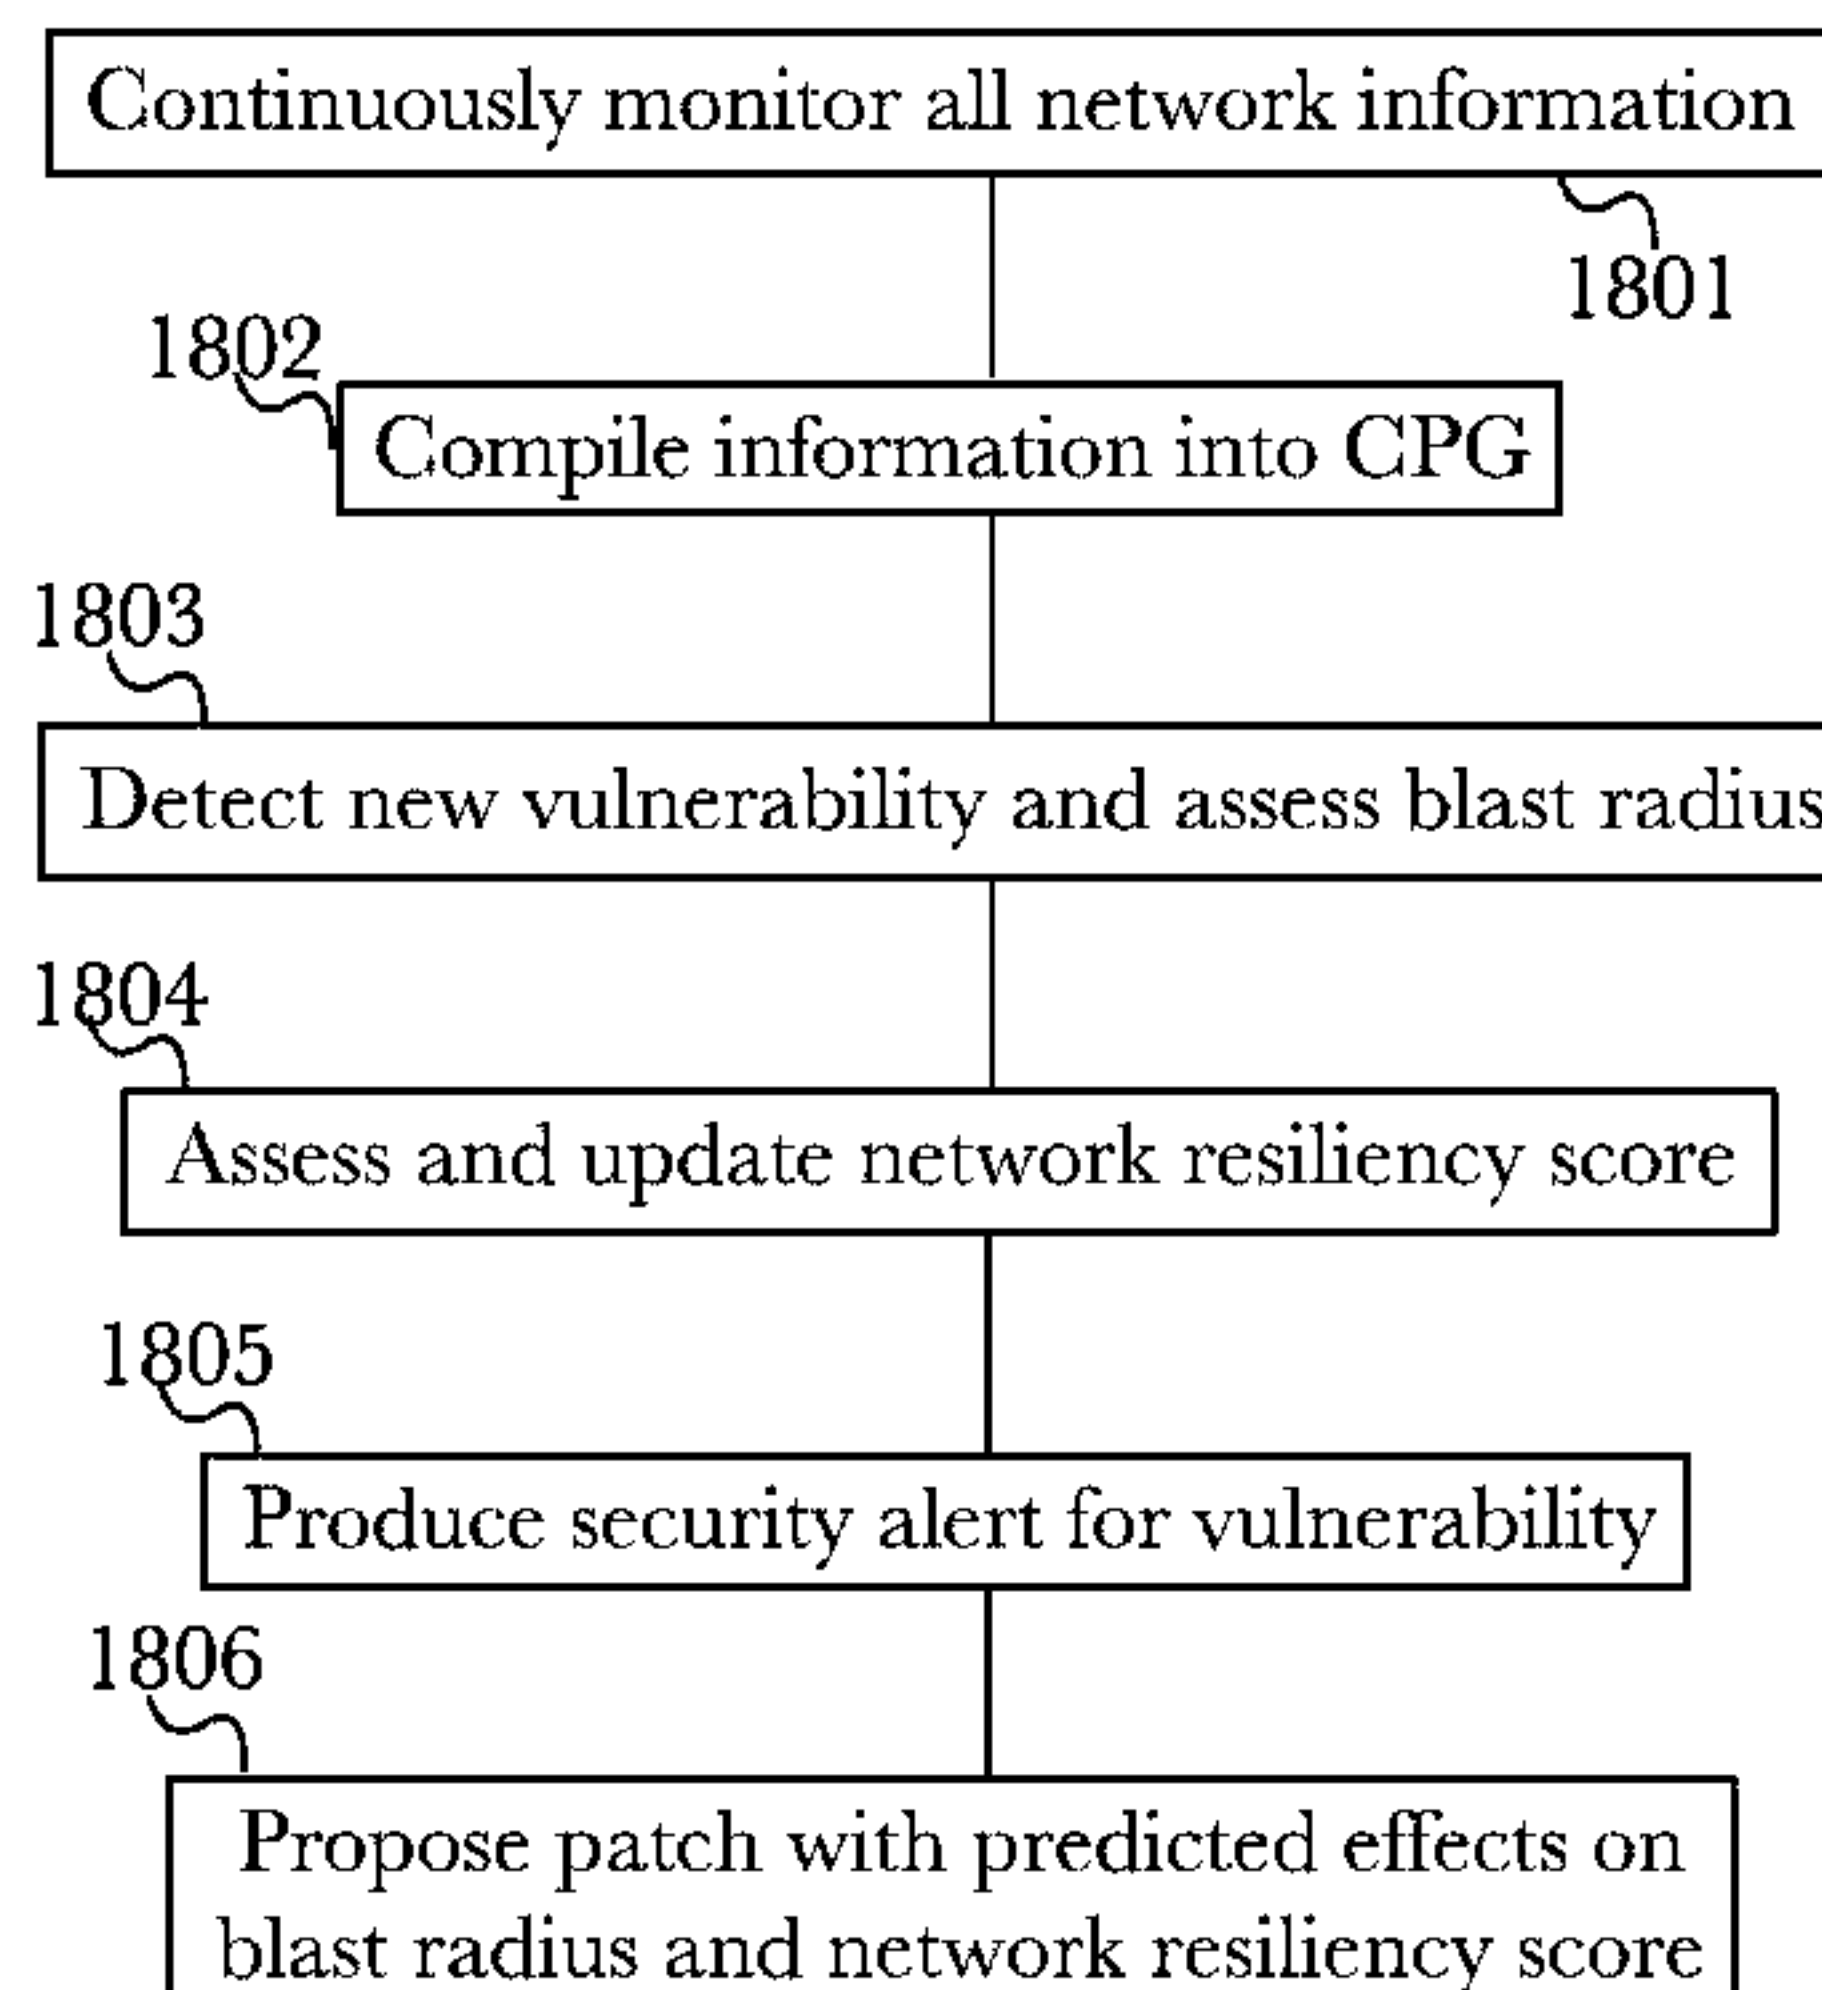 Continuously monitor all network information
1801
1802
Compile information into CPG
1803
Detect new vulnerability and assess blast radius
1804
Assess and update network resiliency score
1805
Produce security alert for vulnerability
1806
Propose patch with predicted effects on
blast radius and network resiliency score